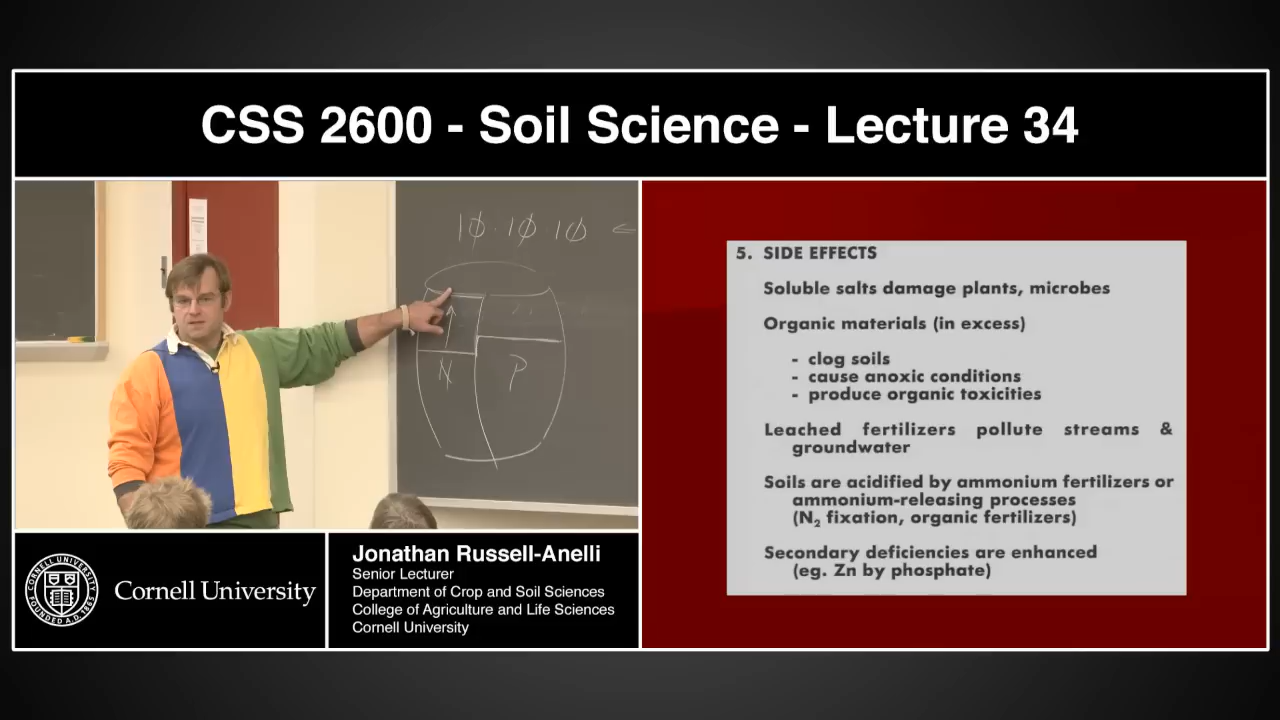 CSS 2600 - Soil Science - Lecture 34
10.10.10 ←
N
P
5. SIDE EFFECTS
Soluble salts damage plants, microbes
Organic materials (in excess)
- clog soils
- cause anoxic conditions
- produce organic toxicities
Leached fertilizers pollute streams &
groundwater
Soils are acidified by ammonium fertilizers or
ammonium-releasing processes
(N₂ fixation, organic fertilizers)
Secondary deficiencies are enhanced
(eg. Zn by phosphate)
Cornell University
Jonathan Russell-Anelli
Senior Lecturer
Department of Crop and Soil Sciences
College of Agriculture and Life Sciences
Cornell University